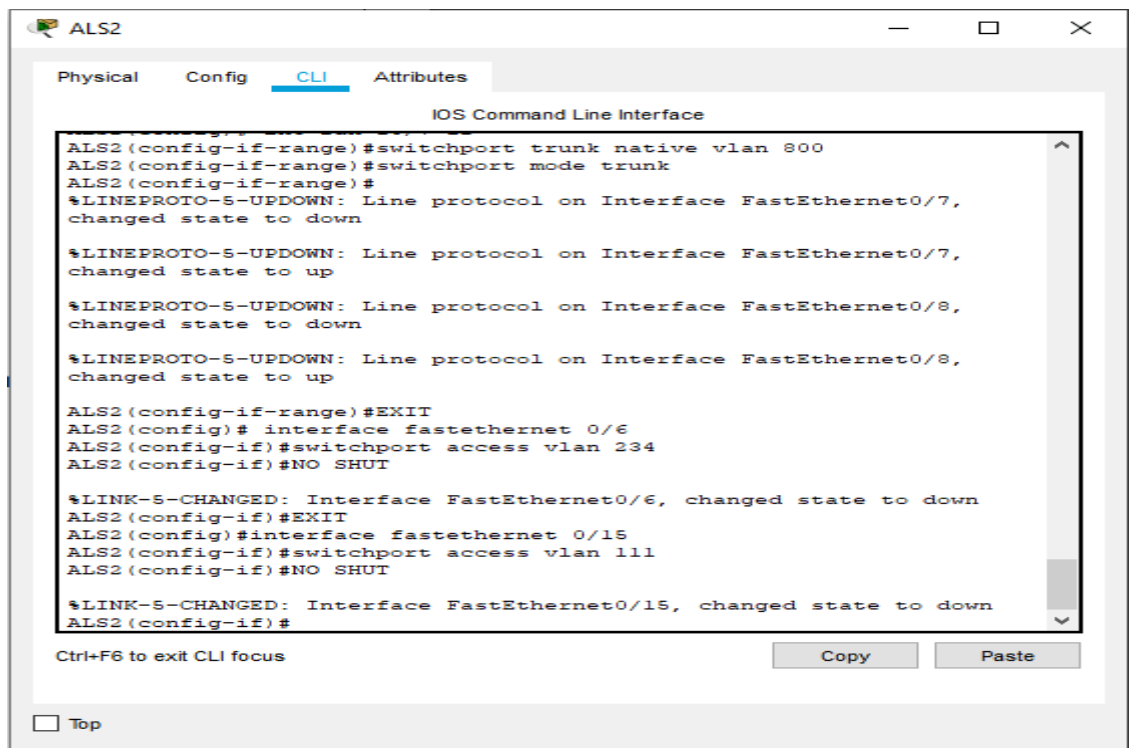 ALS2
Physical Config CLI Attributes
IOS Command Line Interface
ALS2(config-if-range)#switchport trunk native vlan 800
ALS2(config-if-range)#switchport mode trunk
ALS2(config-if-range)#
%LINEPROTO-5-UPDOWN: Line protocol on Interface FastEthernet0/7,
changed state to down
%LINEPROTO-5-UPDOWN: Line protocol on Interface FastEthernet0/7,
changed state to up
%LINEPROTO-5-UPDOWN: Line protocol on Interface FastEthernet0/8,
changed state to down
%LINEPROTO-5-UPDOWN: Line protocol on Interface FastEthernet0/8,
changed state to up
ALS2(config-if-range)#EXIT
ALS2(config)# interface fastethernet 0/6
ALS2(config-if)#switchport access vlan 234
ALS2(config-if)#NO SHUT
%LINK-5-CHANGED: Interface FastEthernet0/6, changed state to down
ALS2(config-if)#EXIT
ALS2(config)#interface fastethernet 0/15
ALS2(config-if)#switchport access vlan 111
ALS2(config-if)#NO SHUT
%LINK-5-CHANGED: Interface FastEthernet0/15, changed state to down
ALS2(config-if)#
Ctrl+F6 to exit CLI focus
Copy Paste
Top